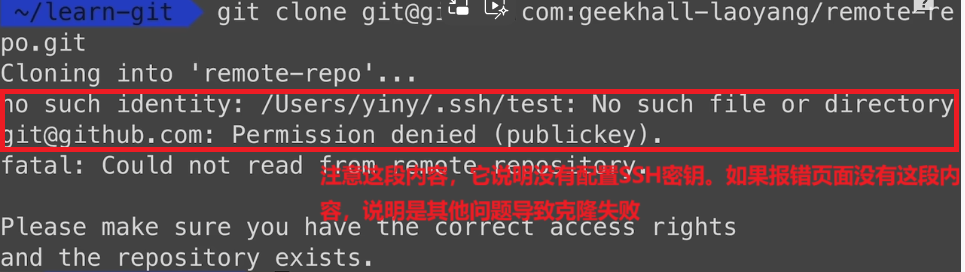 ~/learn-git git clone git@gi com:geekhall-laoyang/remote-re
po.git
Cloning into 'remote-repo'...
no such identity: /Users/yiny/.ssh/test: No such file or directory
git@github.com: Permission denied (publickey).
fatal: Could not read from remote repository.
注意这段内容，它说明没有配置SSH密钥。如果报错页面没有这段内
容，说明是其他问题导致克隆失败
Please make sure you have the correct access rights
and the repository exists.